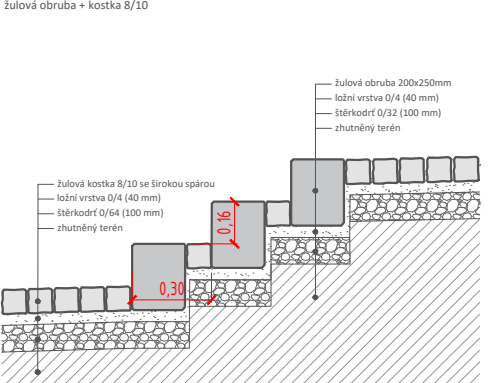 žulová obruba + kostka 8/10
žulová obruba 200x250mm
ložní vrstva 0/4 (40 mm)
štěrkodrť 0/32 (100 mm)
zhutněný terén
žulová kostka 8/10 se širokou spárou
ložní vrstva 0/4 (40 mm)
štěrkodrť 0/64 (100 mm)
zhutněný terén
0,16
0,30